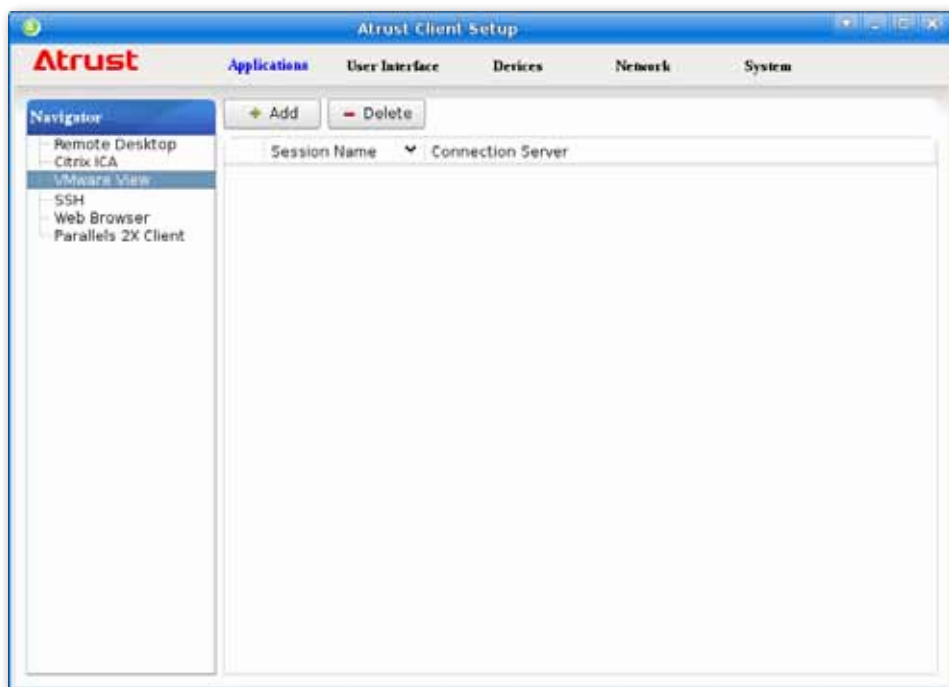 Atrust Client Setup
Atrust
Applications User Interface Devices Network System
Navigator
Remote Desktop
Citrix ICA
VMware View
SSH
Web Browser
Parallels 2X Client
Add Delete
Session Name Connection Server